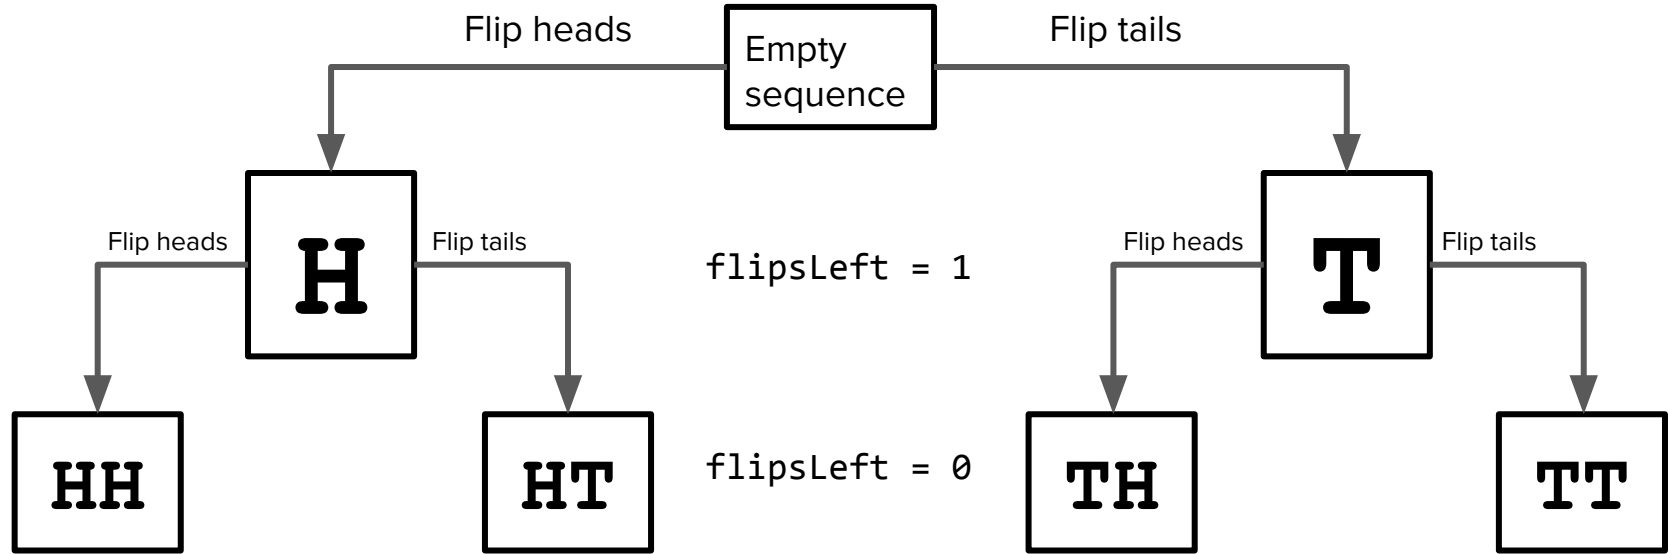 Flip heads
Empty
sequence
Flip tails
Flip heads
H
Flip tails
flipsLeft = 1
Flip heads
T
Flip tails
HH
HT
flipsLeft = 0
TH
TT